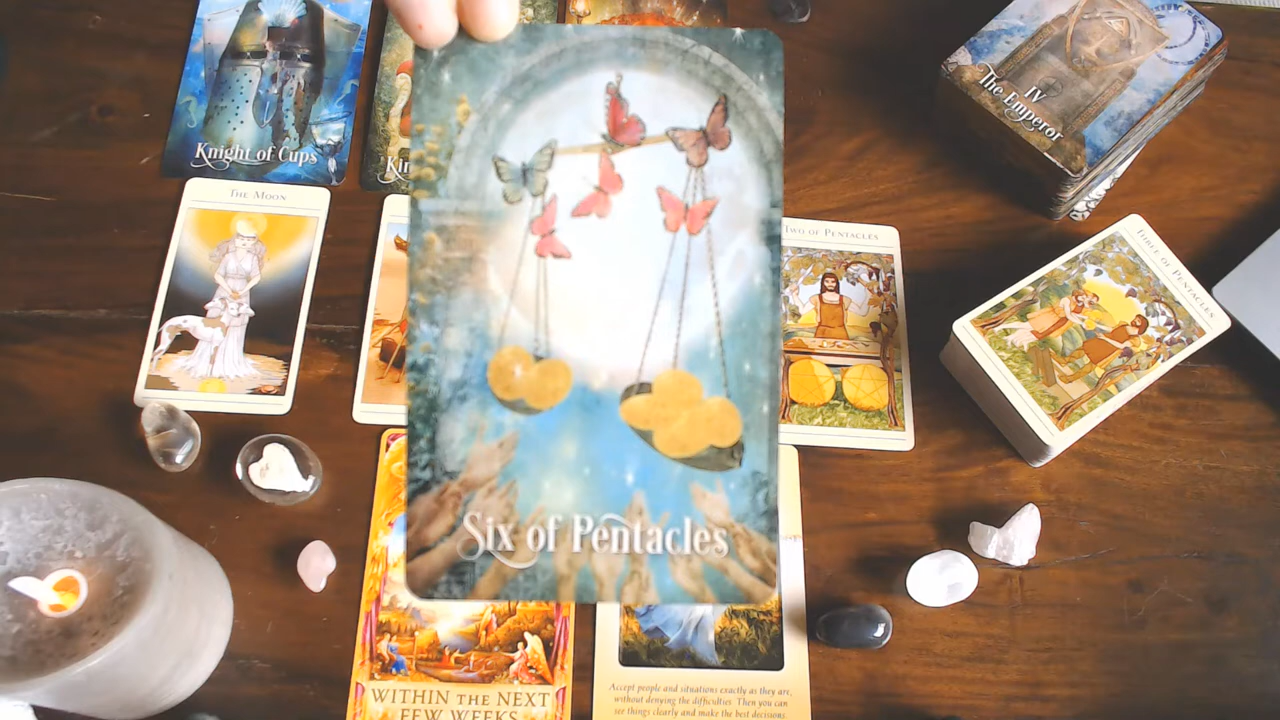 Knight of Cups
IV
The Emperor
The Moon
Two of Pentacles
Three of Pentacles
Six of Pentacles
WITHIN THE NEXT
FEW WEEKS
Accept people and situations exactly as they are,
without denying the difficulties. Then you can
see things clearly and make the best decisions.